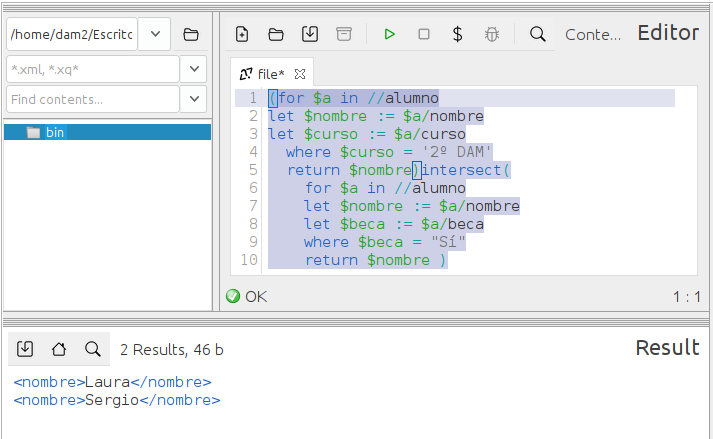 /home/dam2/Escritc
*.xml, *.xq*
Find contents...
bin
$
Conte... Editor
file*
1 (for $a in //alumno
2 let $nombre := $a/nombre
3 let $curso := $a/curso
4 where $curso = '2º DAM'
5 return $nombre)intersect(
6 for $a in //alumno
7 let $nombre := $a/nombre
8 let $beca := $a/beca
9 where $beca = "Sí"
10 return $nombre )
OK 1 : 1
2 Results, 46 b Result
<nombre>Laura</nombre>
<nombre>Sergio</nombre>